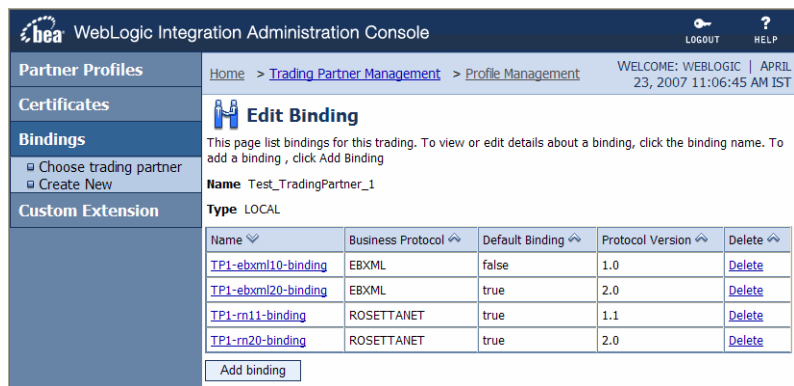 bea WebLogic Integration Administration Console
LOGOUT
? HELP
Partner Profiles
Certificates
Bindings
Choose trading partner
Create New
Custom Extension
Home > Trading Partner Management > Profile Management
WELCOME: WEBLOGIC | APRIL
23, 2007 11:06:45 AM IST
Edit Binding
This page list bindings for this trading. To view or edit details about a binding, click the binding name. To
add a binding , click Add Binding
Name Test_TradingPartner_1
Type LOCAL
Name Business Protocol Default Binding Protocol Version Delete
TP1-ebxml10-binding EBXML false 1.0 Delete
TP1-ebxml20-binding EBXML true 2.0 Delete
TP1-rn11-binding ROSETTANET true 1.1 Delete
TP1-rn20-binding ROSETTANET true 2.0 Delete
Add binding